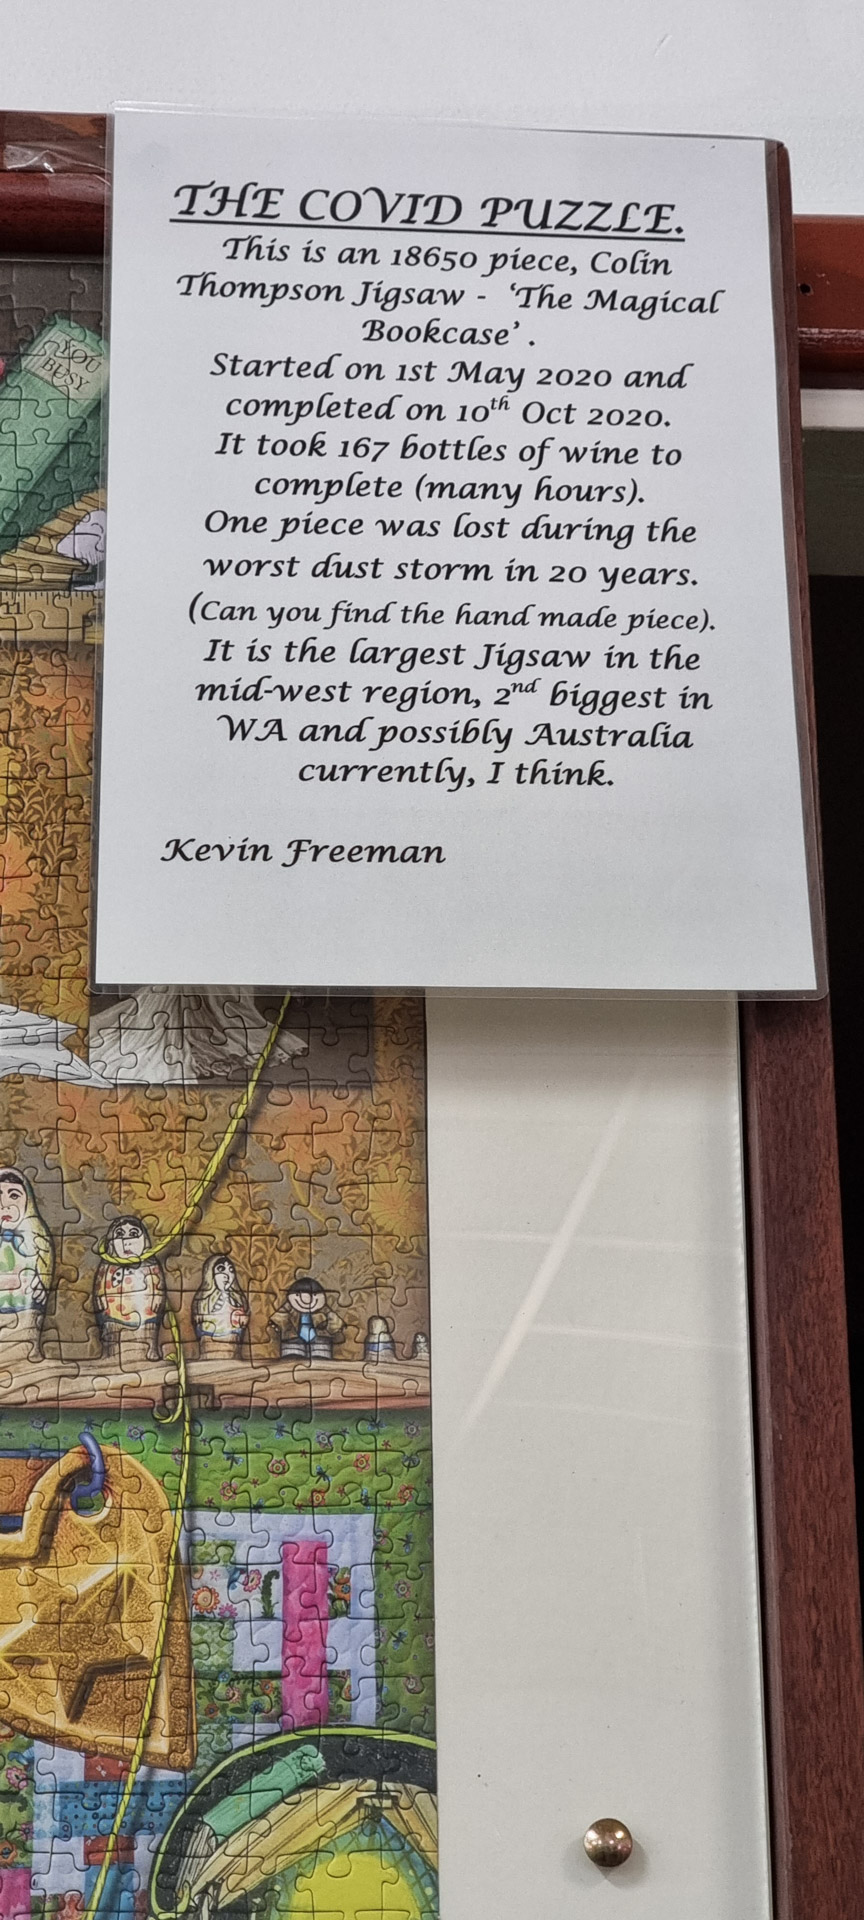 THE COVID PUZZLE.
This is an 18650 piece, Colin
Thompson Jigsaw - 'The Magical
Bookcase' .
Started on 1st May 2020 and
completed on 10th Oct 2020.
It took 167 bottles of wine to
complete (many hours).
One piece was lost during the
worst dust storm in 20 years.
(Can you find the hand made piece).
It is the largest Jigsaw in the
mid-west region, 2nd biggest in
WA and possibly Australia
currently, I think.
Kevin Freeman
YOU
BUSY
11